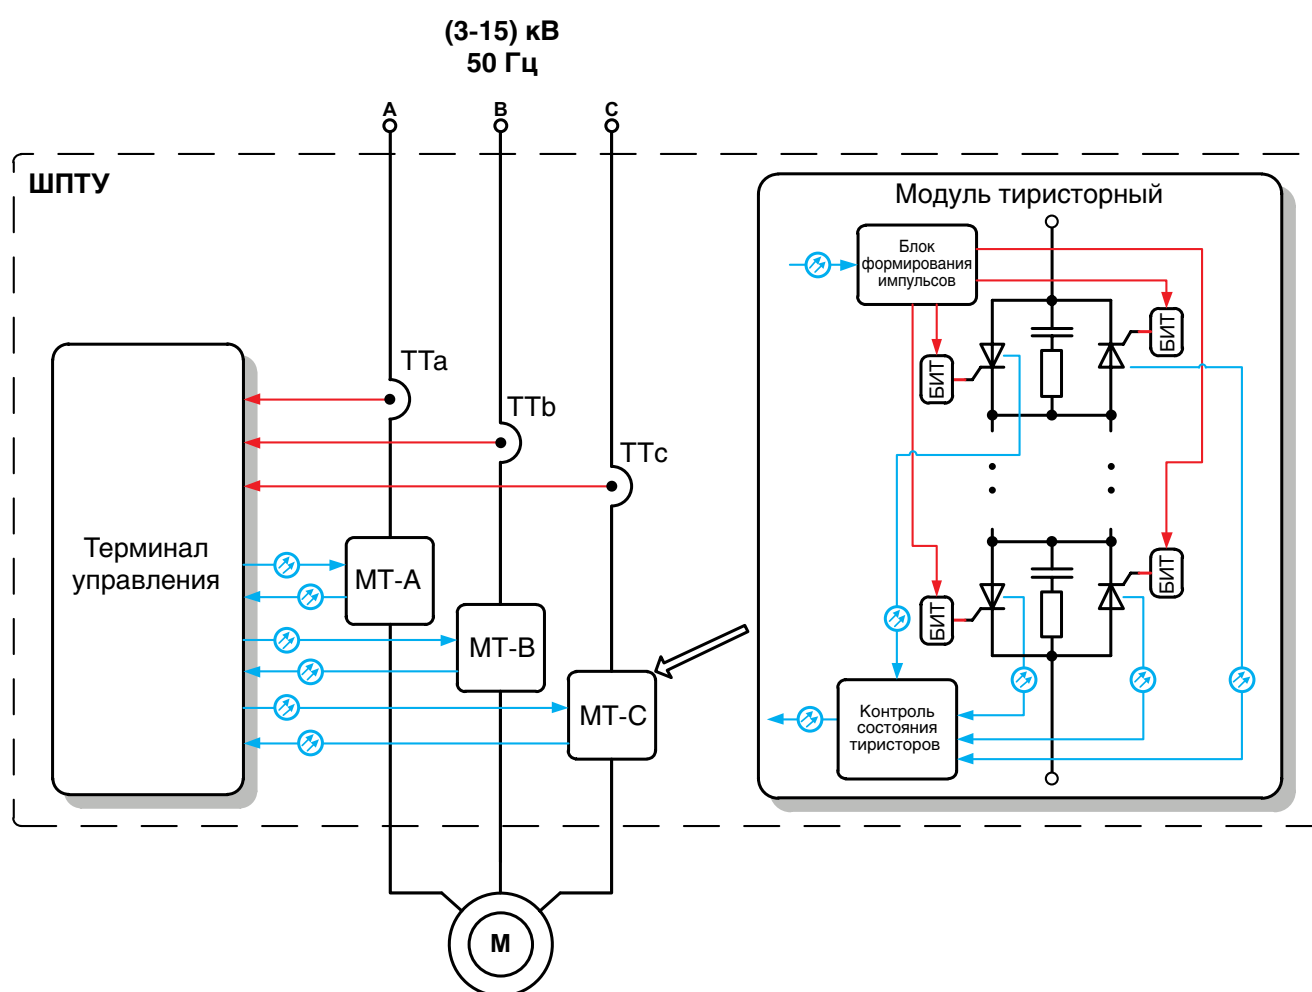 (3-15) кВ
50 Гц
A
B
C
ШПТУ
TTa
TTb
TTc
Терминал
управления
МТ-А
МТ-В
МТ-С
M
Модуль тиристорный
Блок
формирования
импульсов
БИТ
БИТ
БИТ
БИТ
Контроль
состояния
тиристоров